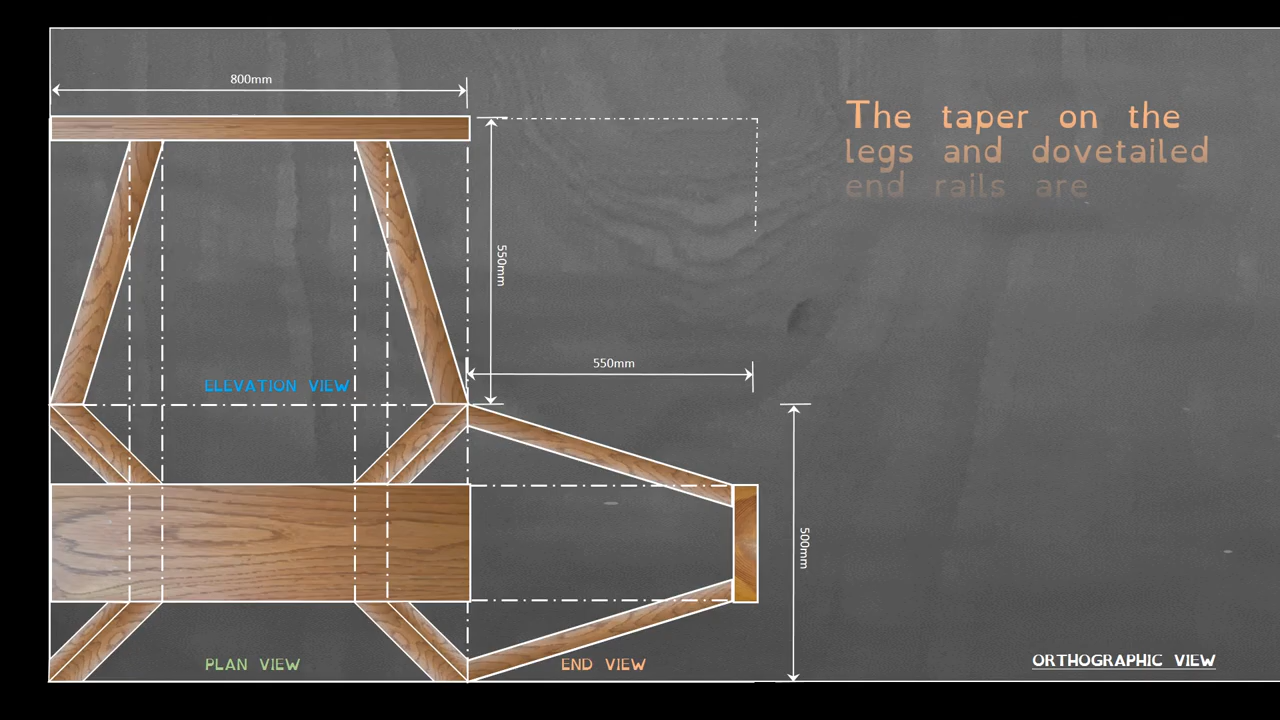 800mm
The taper on the
legs and dovetailed
end rails are
550mm
550mm
ELEVATION VIEW
500mm
PLAN VIEW
END VIEW
ORTHOGRAPHIC VIEW